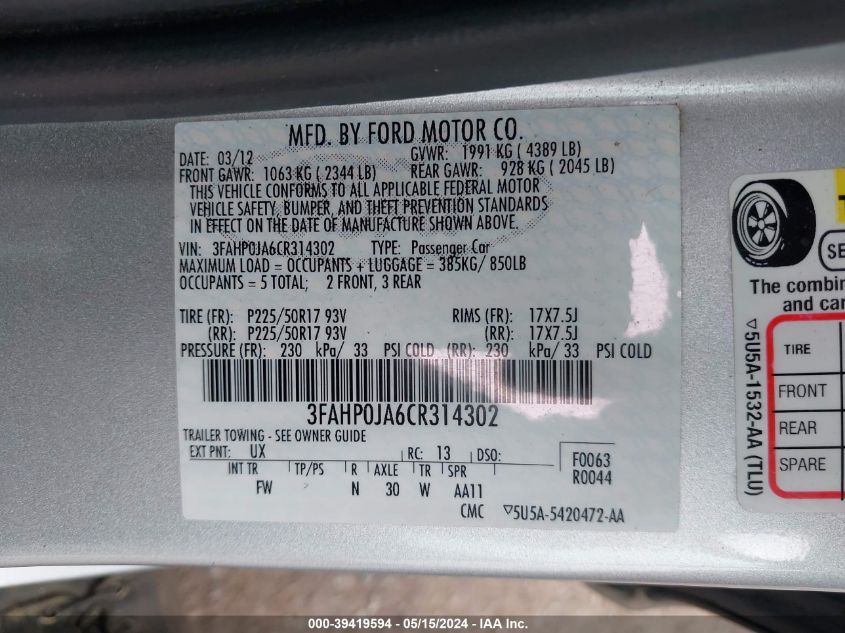 MFD. BY FORD MOTOR CO.
DATE: 03/12 GVWR: 1991 KG ( 4389 LB)
FRONT GAWR: 1063 KG ( 2344 LB) REAR GAWR: 928 KG ( 2045 LB)
THIS VEHICLE CONFORMS TO ALL APPLICABLE FEDERAL MOTOR
VEHICLE SAFETY, BUMPER, AND THEFT PREVENTION STANDARDS
IN EFFECT ON THE DATE OF MANUFACTURE SHOWN ABOVE.
VIN: 3FAHP0JA6CR314302 TYPE: Passenger Car
MAXIMUM LOAD = OCCUPANTS + LUGGAGE = 385KG/ 850LB
OCCUPANTS = 5 TOTAL; 2 FRONT, 3 REAR
TIRE (FR): P225/50R17 93V RIMS (FR): 17X7.5J
(RR): P225/50R17 93V (RR): 17X7.5J
PRESSURE (FR): 230 kPa/ 33 PSI COLD (RR): 230 kPa/ 33 PSI COLD
3FAHP0JA6CR314302
TRAILER TOWING - SEE OWNER GUIDE
EXT PNT: UX RC: 13 DSO: F0063
R0044
INT TR TP/PS R AXLE TR SPR
FW N 30 W AA11
CMC ▽5U5A-5420472-AA
SE
The combin
and car
▽5U5A-1532-AA (TLU)
TIRE
FRONT
REAR
SPARE
000-39419594 - 05/15/2024 - IAA Inc.